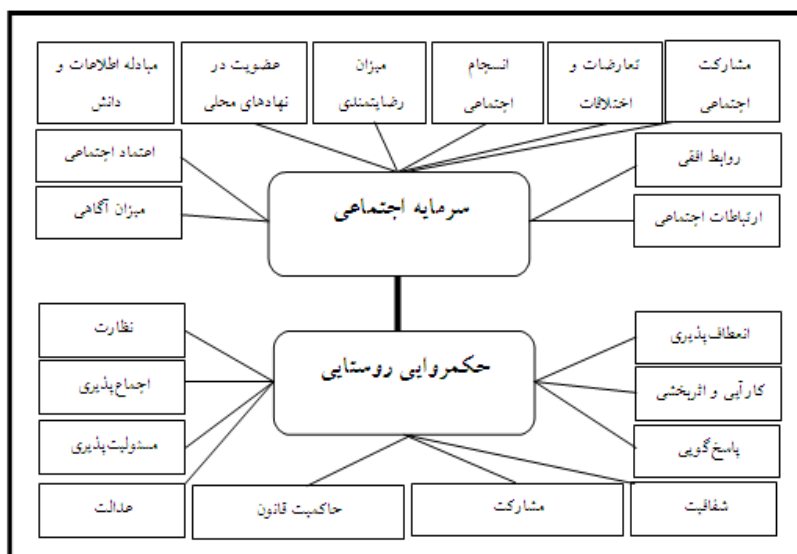 مشارکت
اجتماعی
تعارضات و
اختلافات
انسجام
اجتماعی
میزان
رضایتمندی
عضویت در
نهادهای محلی
مبادله اطلاعات و
دانش
روابط افقی
اعتماد اجتماعی
ارتباطات اجتماعی
میزان آگاهی
سرمایه اجتماعی
حکمروایی روستایی
انعطاف‌پذیری
نظارت
کارآیی و اثربخشی
اجماع‌پذیری
پاسخ‌گویی
مسئولیت‌پذیری
شفافیت
مشارکت
حاکمیت قانون
عدالت